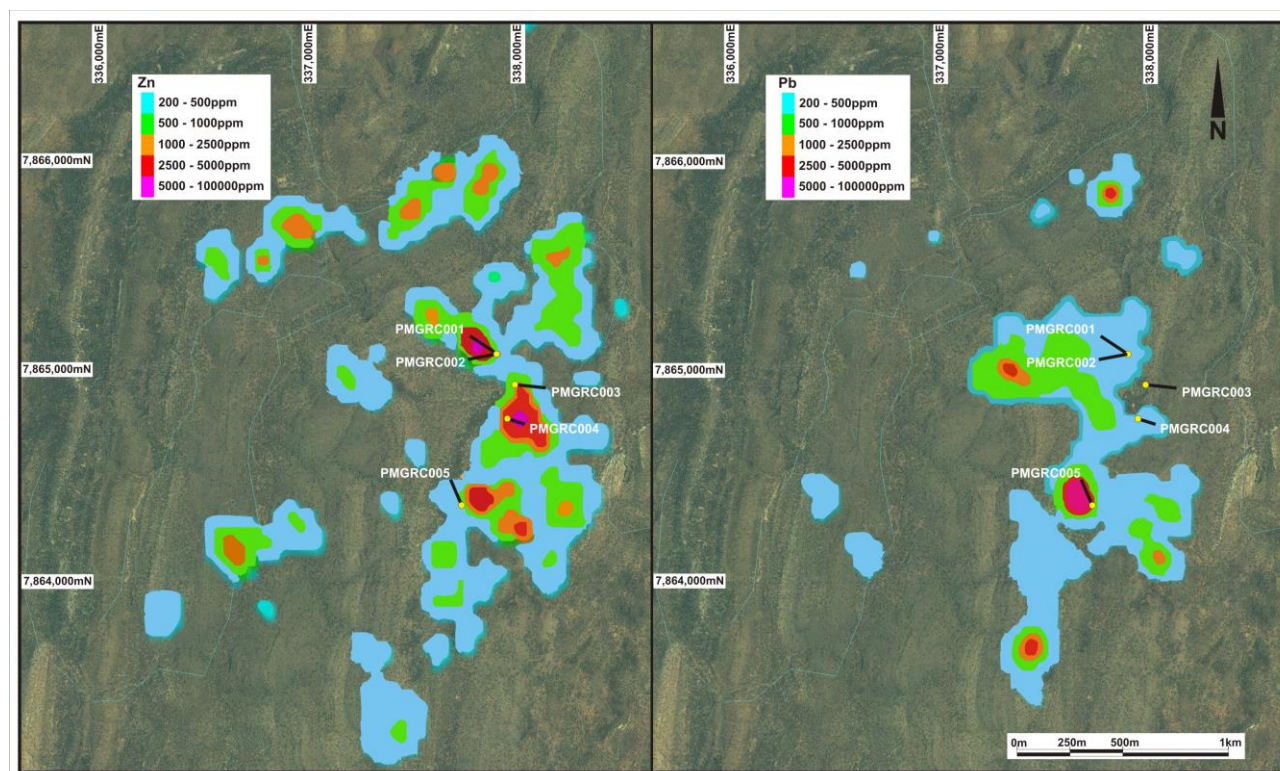 336,000mE
337,000mE
338,000mE
Zn
200 - 500ppm
500 - 1000ppm
1000 - 2500ppm
2500 - 5000ppm
5000 - 100000ppm
7,866,000mN
PMGRC001
PMGRC002
7,865,000mN
PMGRC003
PMGRC004
PMGRC005
7,864,000mN
336,000mE
337,000mE
338,000mE
Pb
200 - 500ppm
500 - 1000ppm
1000 - 2500ppm
2500 - 5000ppm
5000 - 100000ppm
N
7,866,000mN
PMGRC001
PMGRC002
7,865,000mN
PMGRC003
PMGRC004
PMGRC005
7,864,000mN
0m 250m 500m 1km